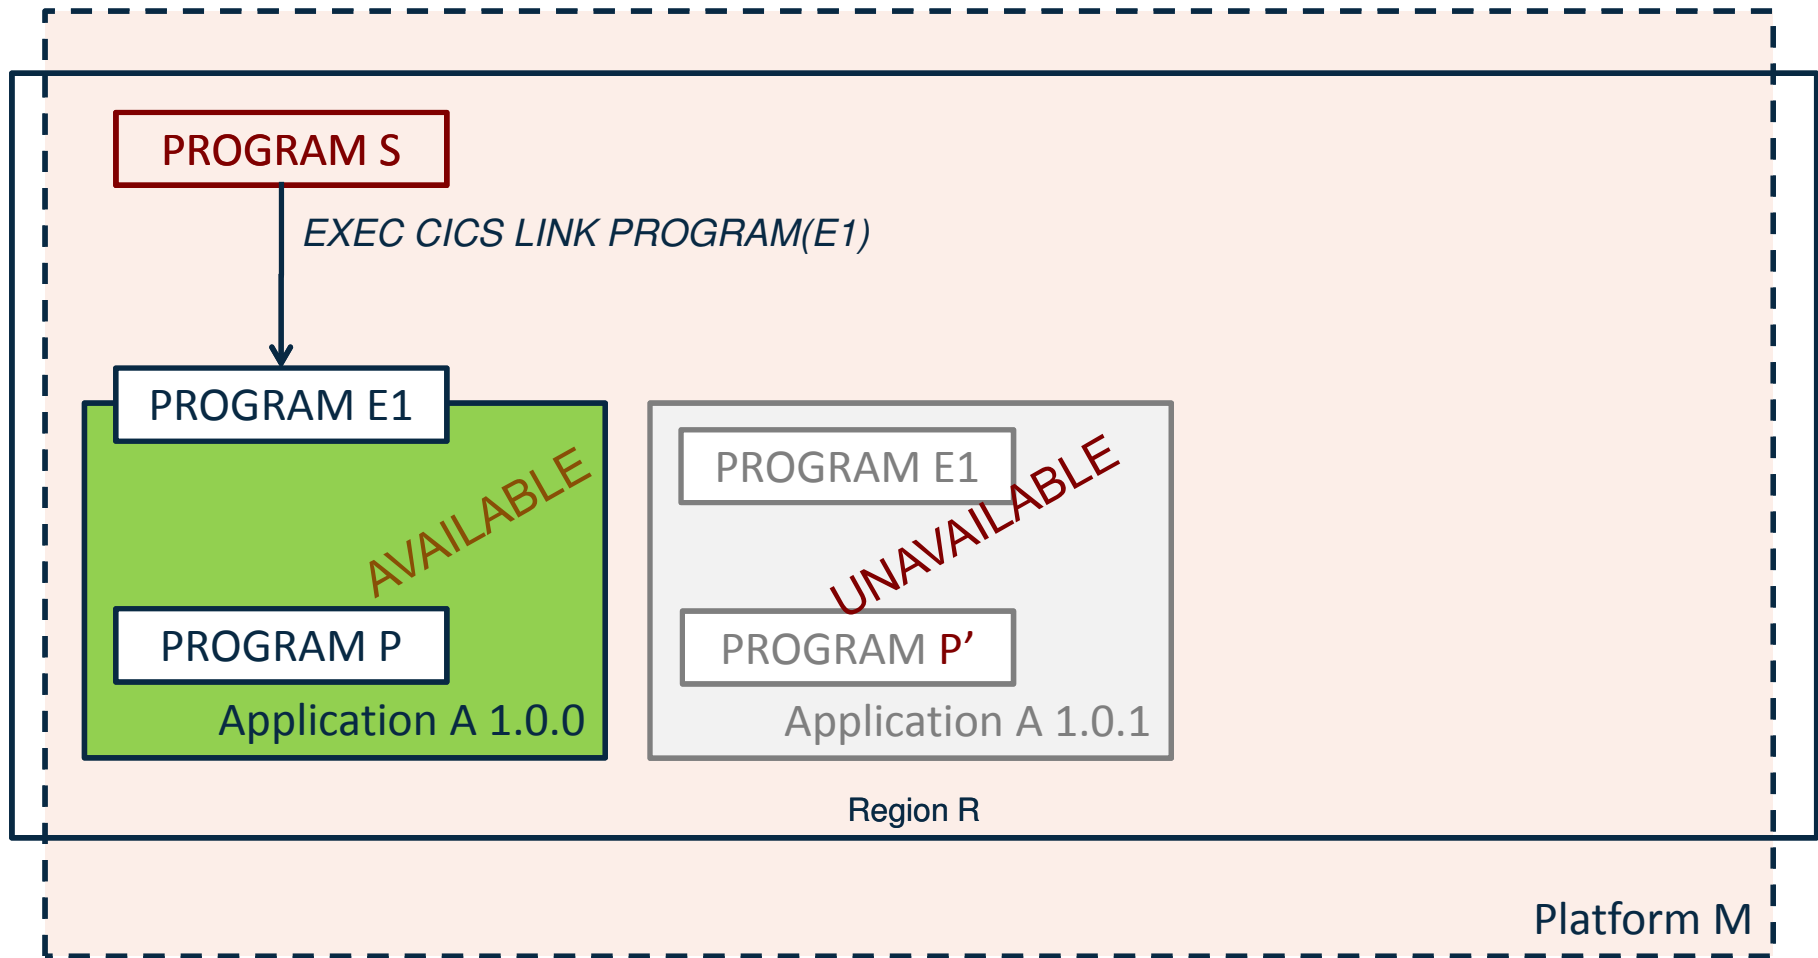 PROGRAM S
EXEC CICS LINK PROGRAM(E1)
PROGRAM E1
AVAILABLE
PROGRAM P
Application A 1.0.0
PROGRAM E1
UNAVAILABLE
PROGRAM P’
Application A 1.0.1
Region R
Platform M